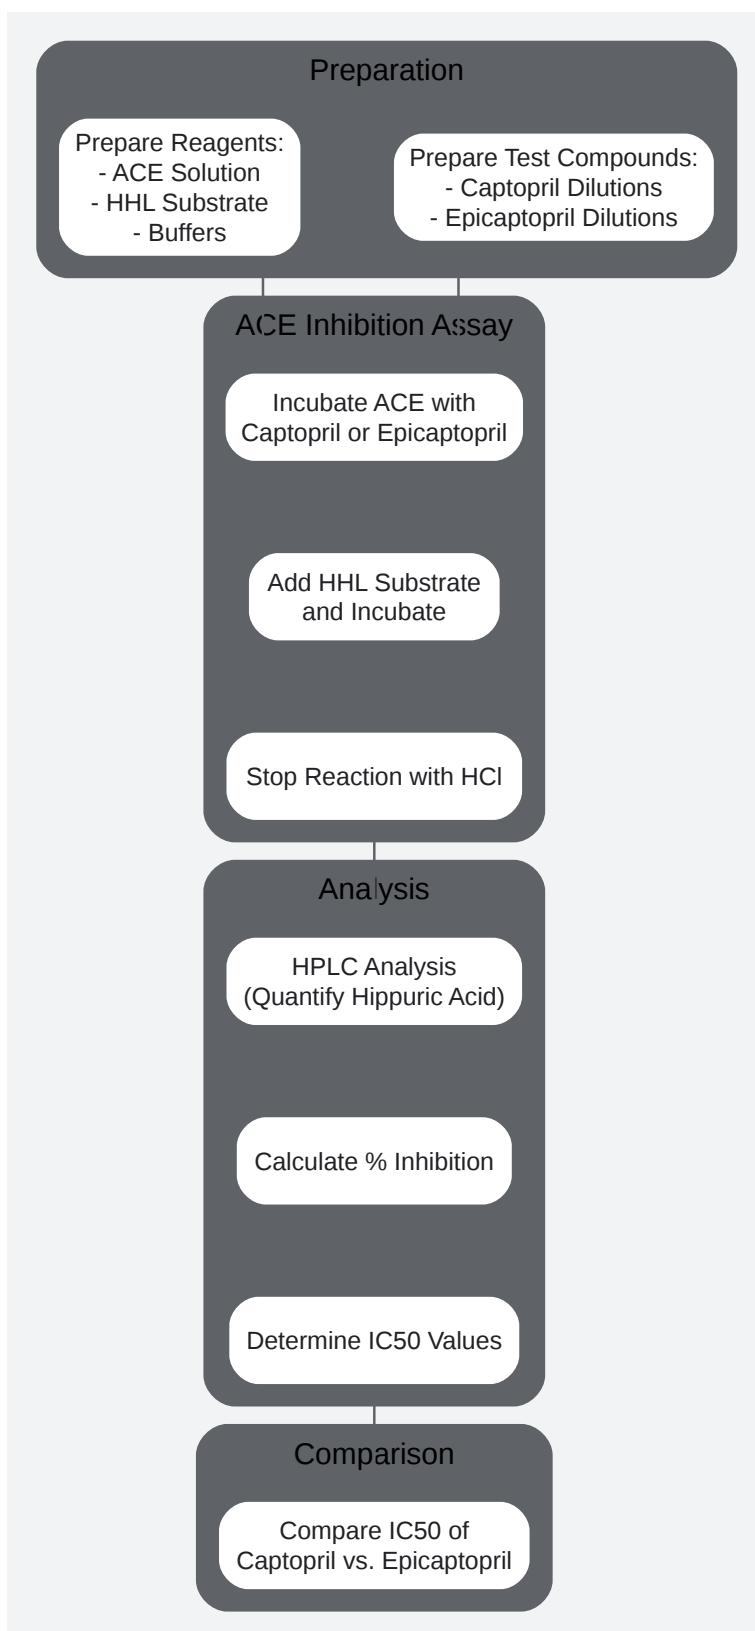 Preparation
Prepare Reagents:
- ACE Solution
- HHL Substrate
- Buffers
Prepare Test Compounds:
- Captopril Dilutions
- Epicaptopril Dilutions
ACE Inhibition Assay
Incubate ACE with
Captopril or Epicaptopril
Add HHL Substrate
and Incubate
Stop Reaction with HCl
Analysis
HPLC Analysis
(Quantify Hippuric Acid)
Calculate % Inhibition
Determine IC50 Values
Comparison
Compare IC50 of
Captopril vs. Epicaptopril